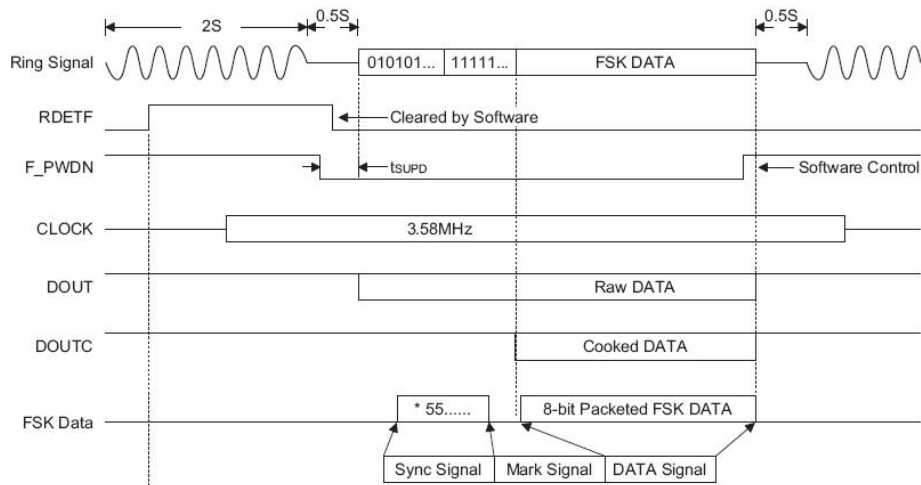 2S 0.5S 0.5S
Ring Signal 010101... 11111... FSK DATA
RDETF Cleared by Software
F_PWDN tSUPD Software Control
CLOCK 3.58MHz
DOUT Raw DATA
DOUTC Cooked DATA
FSK Data * 55...... 8-bit Packeted FSK DATA
Sync Signal Mark Signal DATA Signal